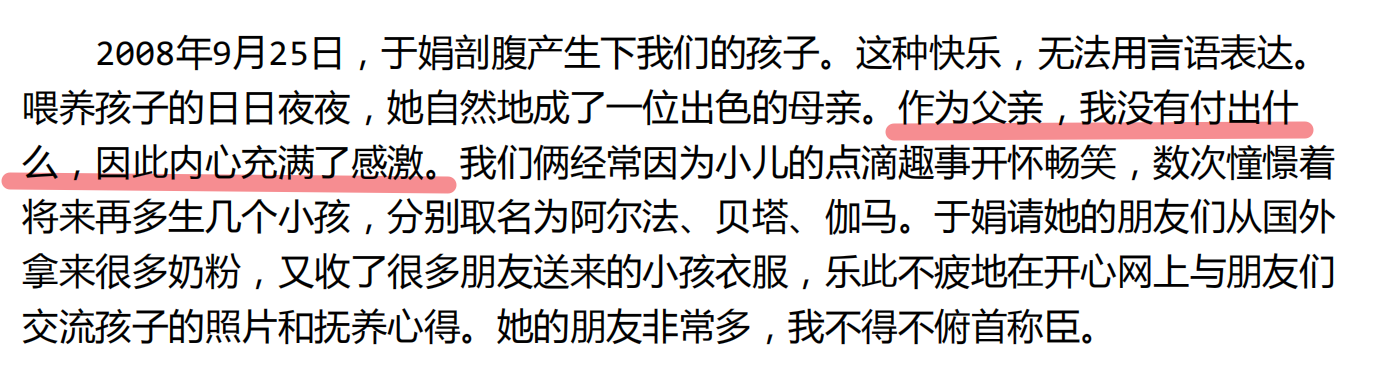 2008年9月25日，于娟剖腹产生下我们的孩子。这种快乐，无法用言语表达。
喂养孩子的日日夜夜，她自然地成了一位出色的母亲。作为父亲，我没有付出什
么，因此内心充满了感激。我们俩经常因为小儿的点滴趣事开怀畅笑，数次憧憬着
将来再多生几个小孩，分别取名为阿尔法、贝塔、伽马。于娟请她的朋友们从国外
拿来很多奶粉，又收了很多朋友送来的小孩衣服，乐此不疲地在开心网上与朋友们
交流孩子的照片和抚养心得。她的朋友非常多，我不得不俯首称臣。